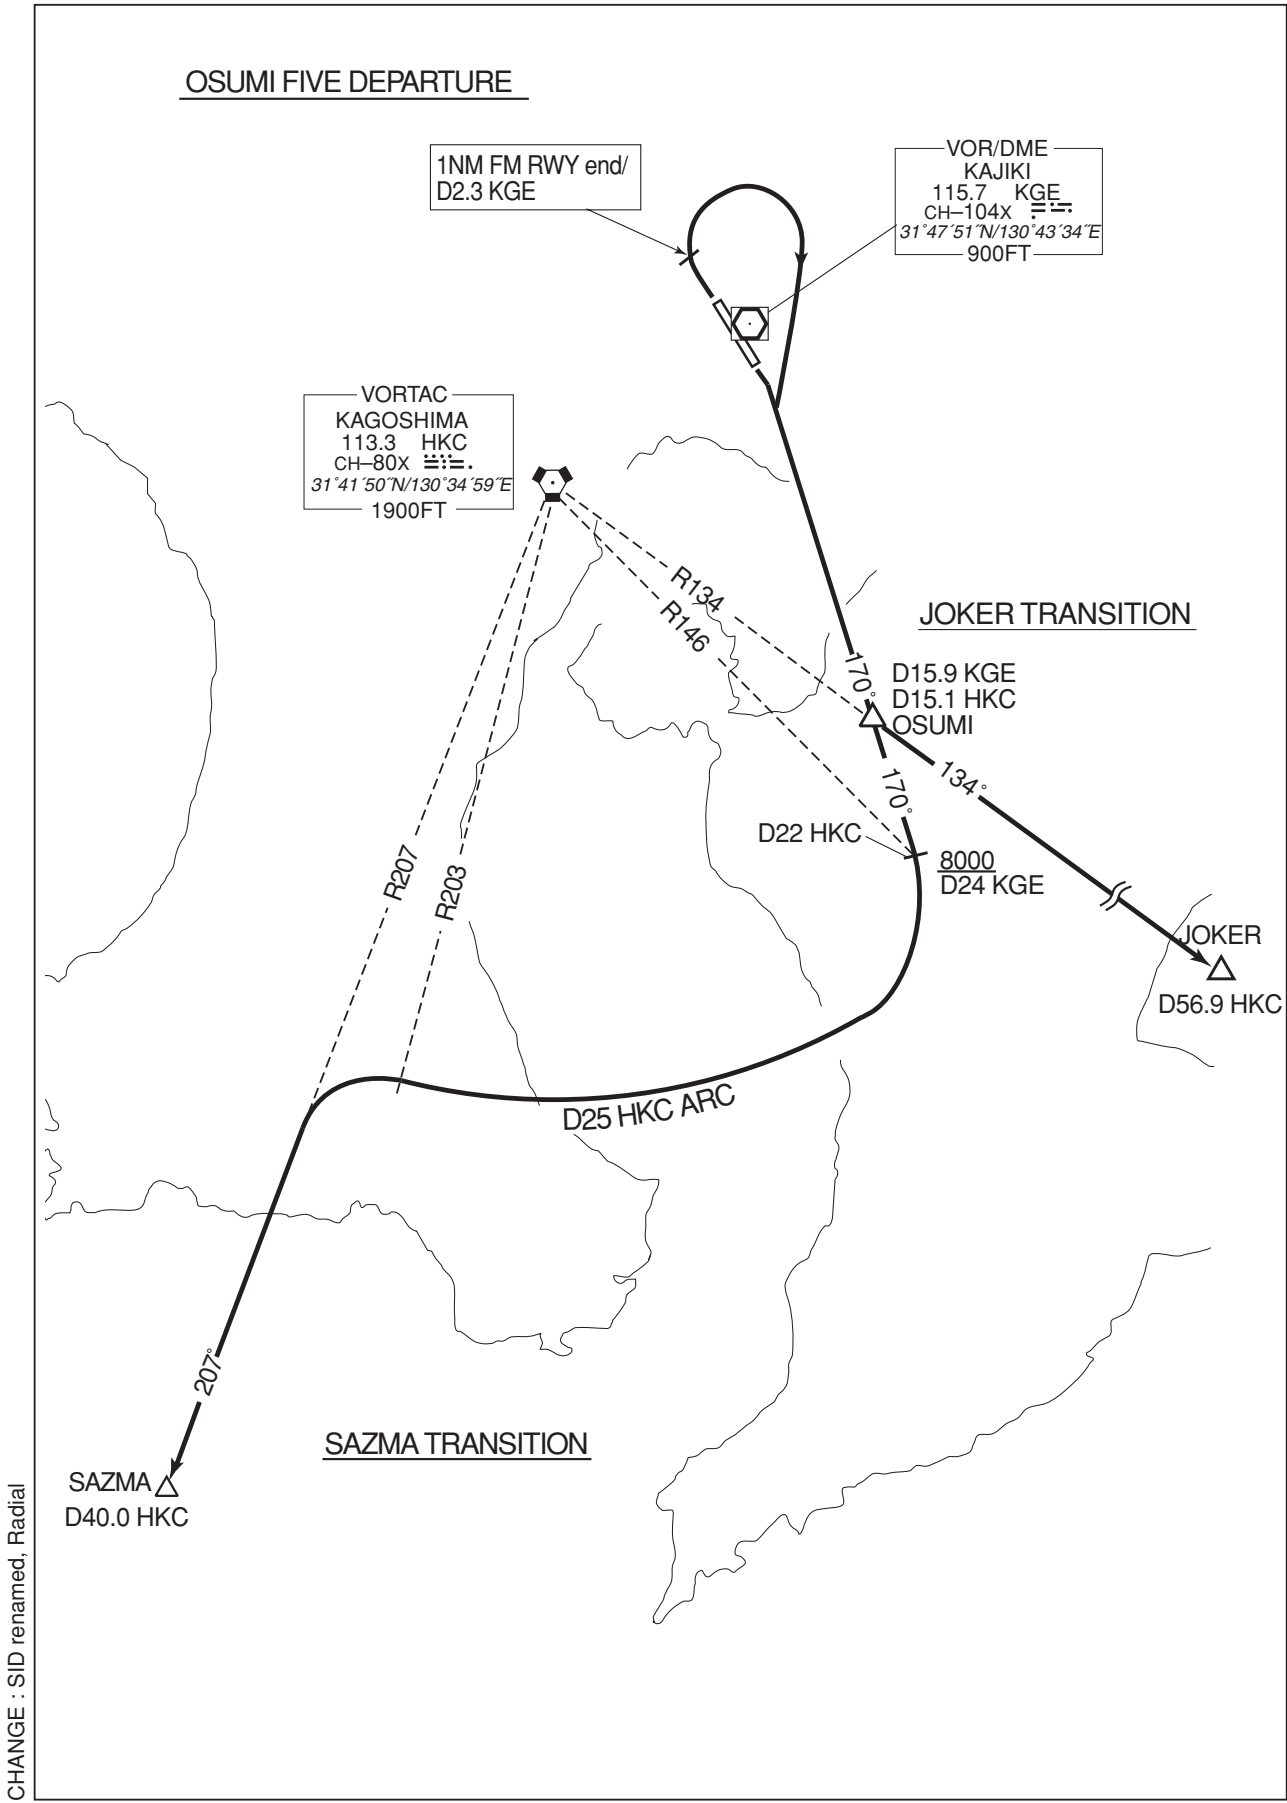 OSUMI FIVE DEPARTURE
1NM FM RWY end/
D2.3 KGE
VOR/DME
KAJIKI
115.7 KGE
CH–104X
31°47´51˝N/130°43´34˝E
900FT
VORTAC
KAGOSHIMA
113.3 HKC
CH–80X
31°41´50˝N/130°34´59˝E
1900FT
R134
R146
JOKER TRANSITION
170°
D15.9 KGE
D15.1 HKC
OSUMI
170°
134°
D22 HKC
8000
D24 KGE
R207
R203
JOKER
D56.9 HKC
D25 HKC ARC
207°
SAZMA TRANSITION
SAZMA
D40.0 HKC
CHANGE : SID renamed, Radial